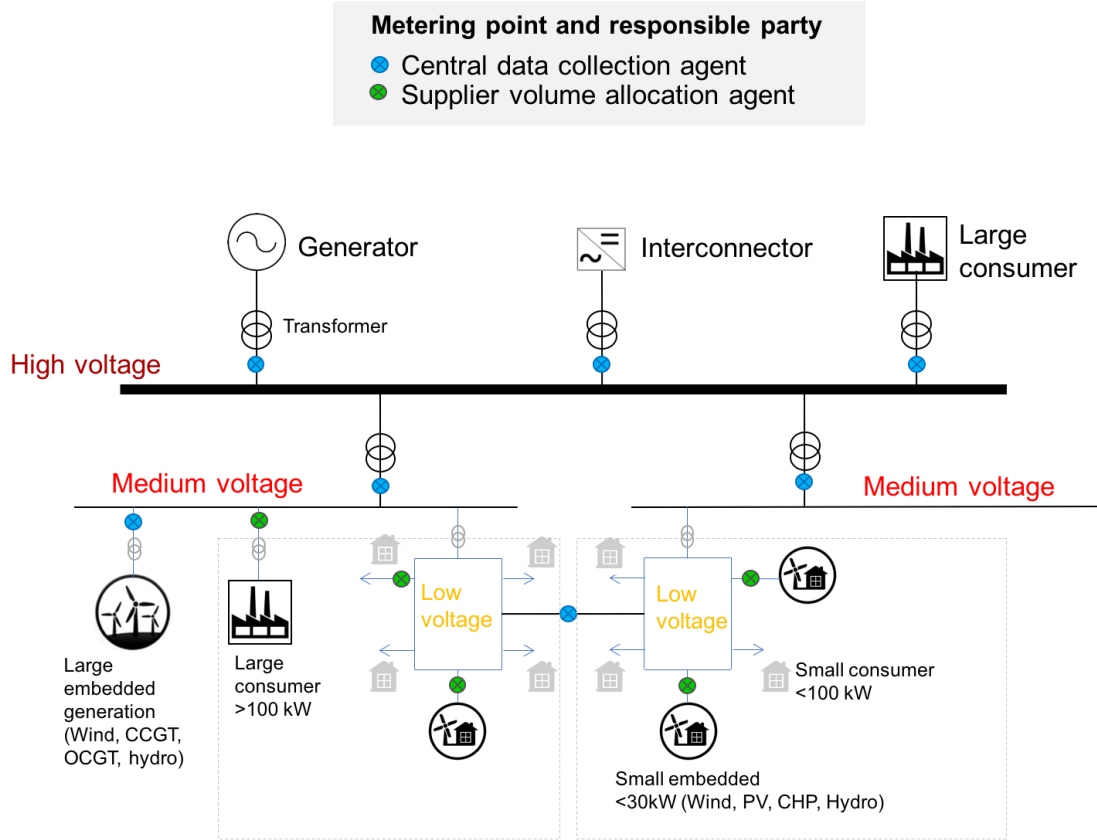 Metering point and responsible party
Central data collection agent
Supplier volume allocation agent
Generator
Interconnector
Large
consumer
Transformer
High voltage
Medium voltage
Medium voltage
Low
voltage
Low
voltage
Large
embedded
generation
(Wind, CCGT,
OCGT, hydro)
Large
consumer
>100 kW
Small consumer
<100 kW
Small embedded
<30kW (Wind, PV, CHP, Hydro)